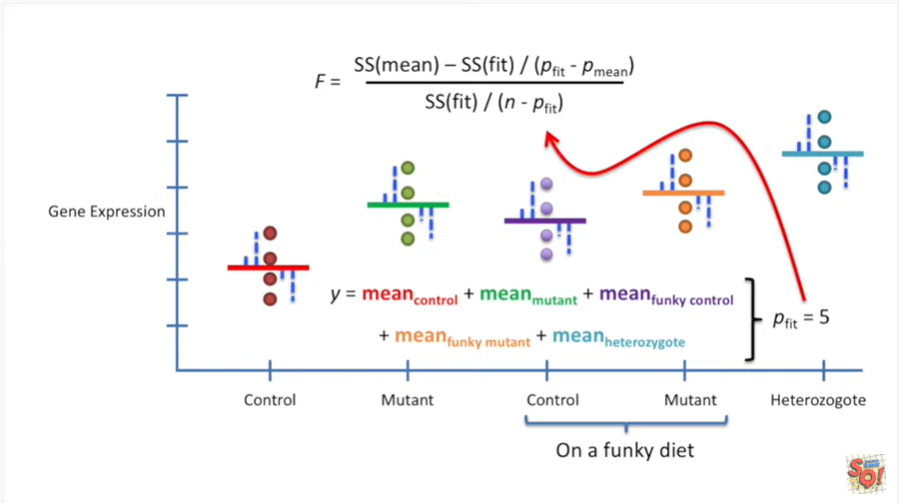 SS(mean) – SS(fit) / (pfit - pmean)
F =
SS(fit) / (n - pfit)
Gene Expression
y = meancontrol + meanmutant + meanfunky control
+ meanfunky mutant + meanheterozygote
pfit = 5
Control Mutant Control Mutant Heterozogote
On a funky diet